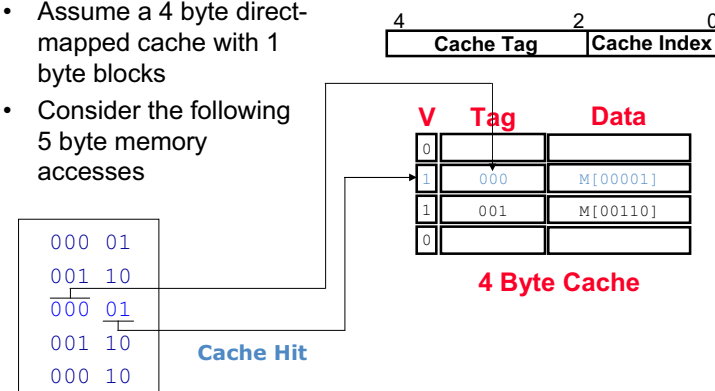 • Assume a 4 byte direct-
mapped cache with 1
byte blocks
• Consider the following
5 byte memory
accesses
4 2 0
Cache Tag Cache Index
V Tag Data
0
1 000 M[00001]
1 001 M[00110]
0
4 Byte Cache
000 01
001 10
000 01
001 10
000 10
Cache Hit